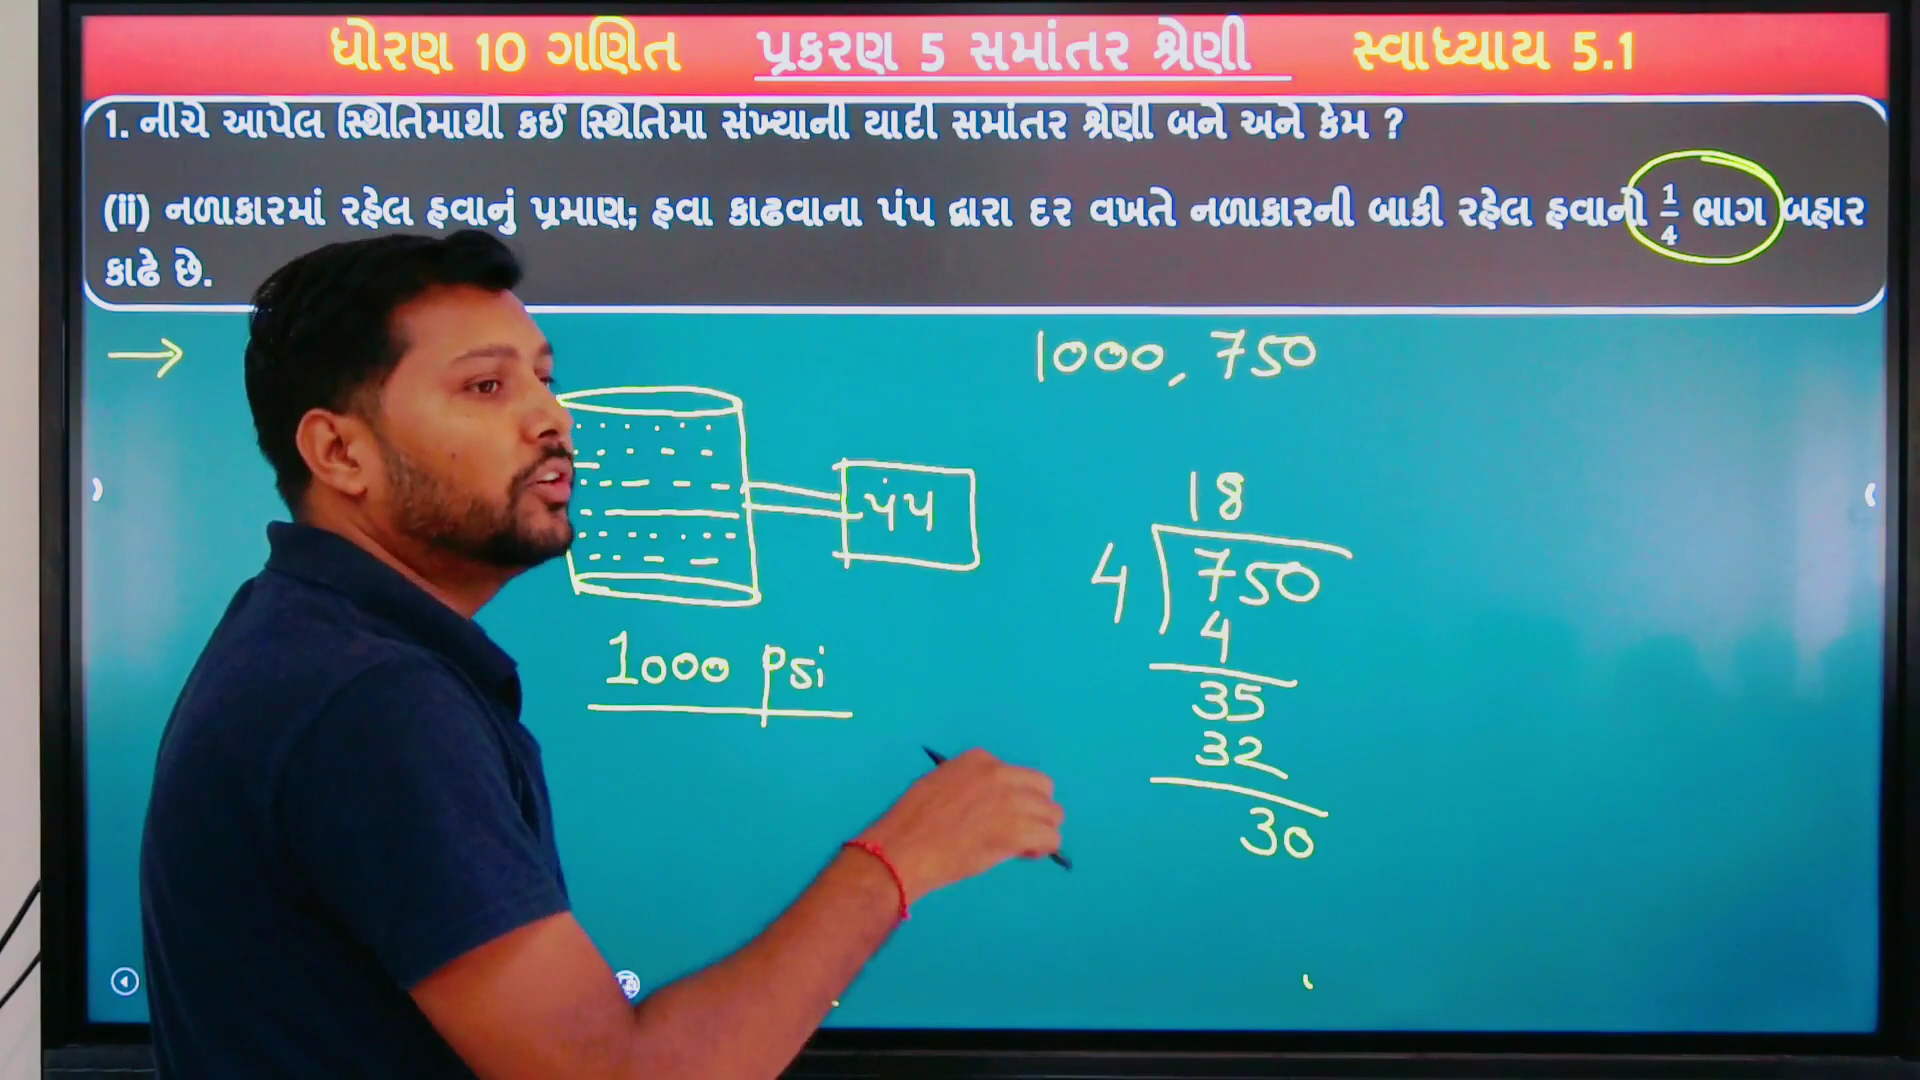 ધોરણ 10 ગણિત પ્રકરણ 5 સમાંતર શ્રેણી સ્વાધ્યાય 5.1
1. નીચે આપેલ સ્થિતિમાથી કઈ સ્થિતિમા સંખ્યાની યાદી સમાંતર શ્રેણી બને અને કેમ ?
(ii) નળાકારમાં રહેલ હવાનું પ્રમાણ; હવા કાઢવાના પંપ દ્વારા દર વખતે નળાકારની બાકી રહેલ હવાનો 1/4 ભાગ બહાર
કાઢે છે.
1000, 750
પંપ
1000 psi
18
4 750
4
35
32
30